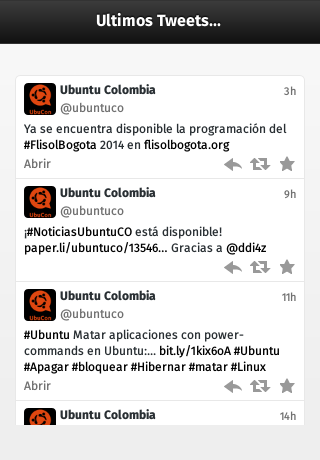 Ultimos Tweets...
Ubuntu Colombia 3h
@ubuntuco
UbuCon
Ya se encuentra disponible la programación del
#FlisolBogota 2014 en flisolbogota.org
Abrir
Ubuntu Colombia 9h
@ubuntuco
UbuCon
¡#NoticiasUbuntuCO está disponible!
paper.li/ubuntuco/13546... Gracias a @ddi4z
Ubuntu Colombia 11h
@ubuntuco
UbuCon
#Ubuntu Matar aplicaciones con power-
commands en Ubuntu:... bit.ly/1kix6oA #Ubuntu
#Apagar #bloquear #Hibernar #matar #Linux
Abrir
Ubuntu Colombia 14h